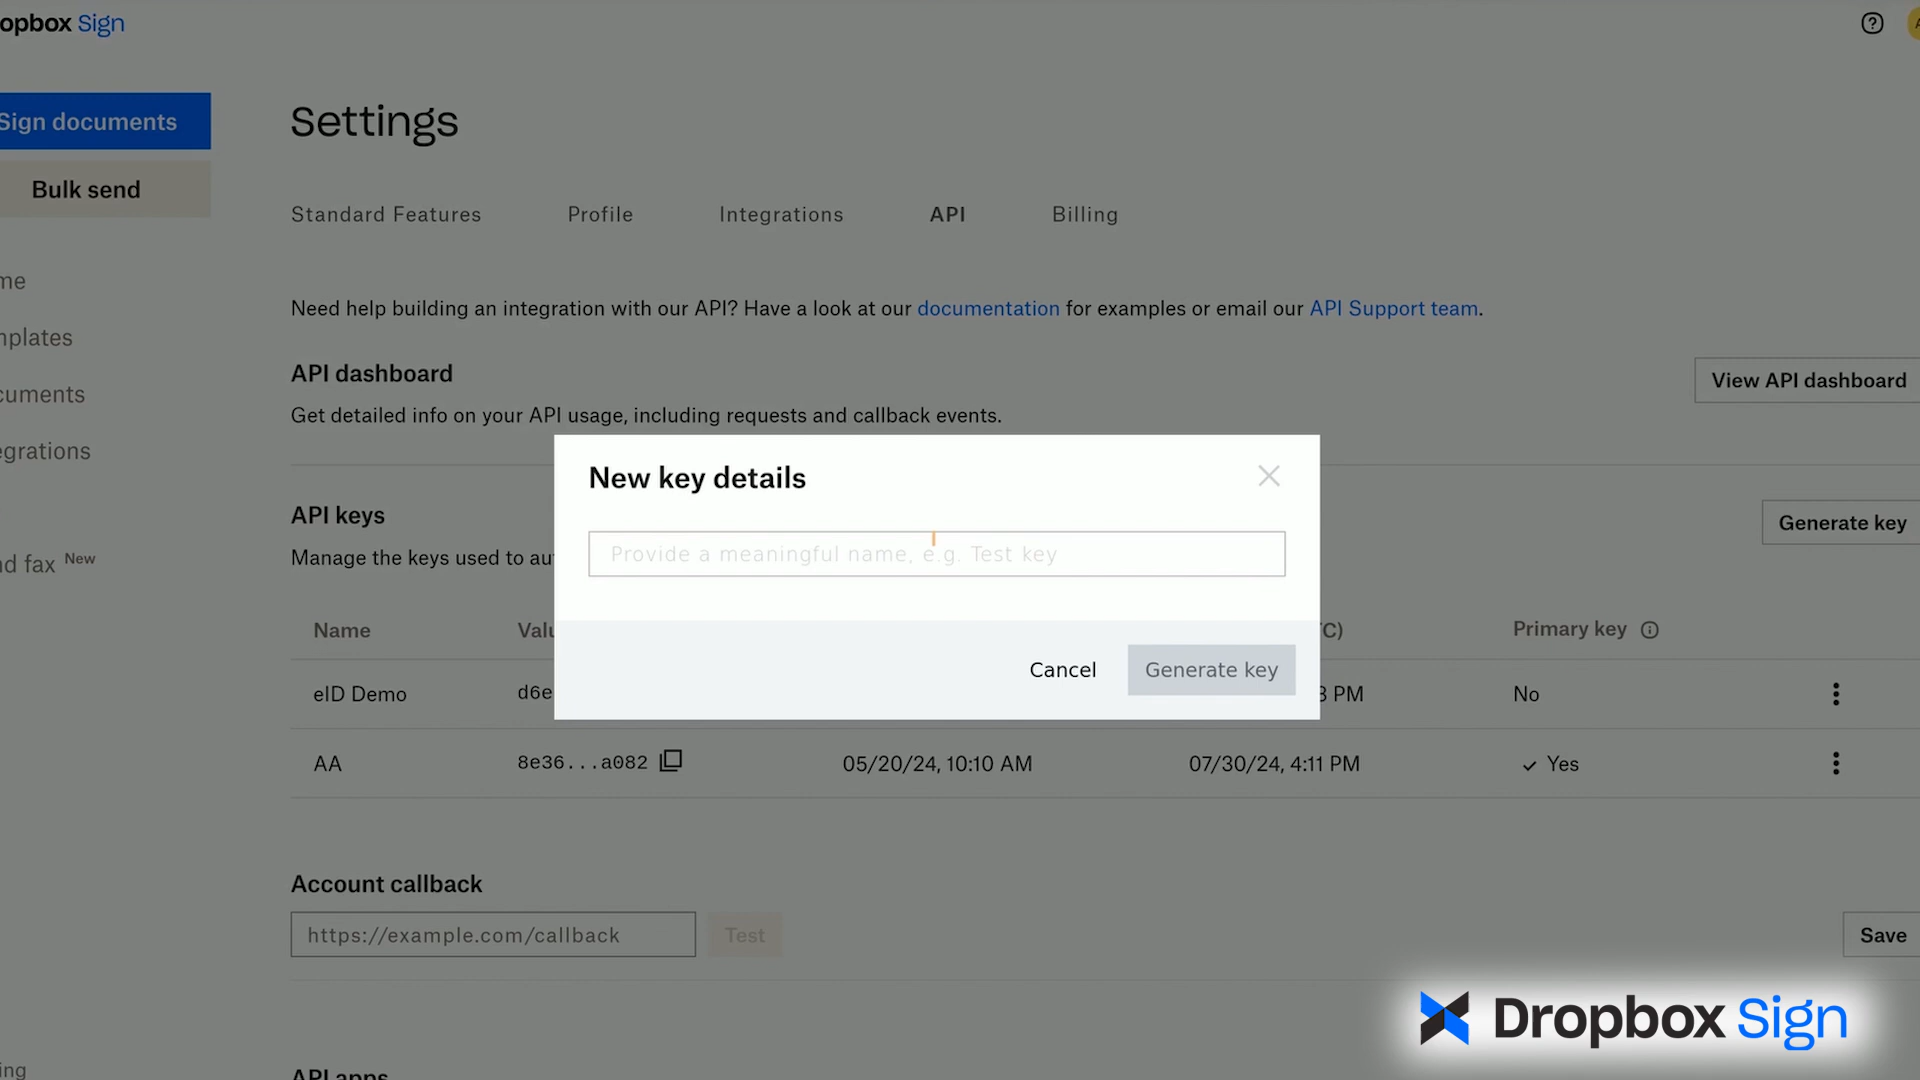 opbox Sign
Sign documents
Bulk send
me
mplates
cuments
egrations
d fax New
ing
Settings
Standard Features Profile Integrations API Billing
Need help building an integration with our API? Have a look at our documentation for examples or email our API Support team.
API dashboard
Get detailed info on your API usage, including requests and callback events.
View API dashboard
API keys
Manage the keys used to au
Generate key
New key details
Provide a meaningful name, e.g. Test key
Cancel
Generate key
Name Valu C) Primary key
eID Demo d6e 3 PM No
AA 8e36...a082 05/20/24, 10:10 AM 07/30/24, 4:11 PM Yes
Account callback
https://example.com/callback
Test
Save
API apps
Dropbox Sign